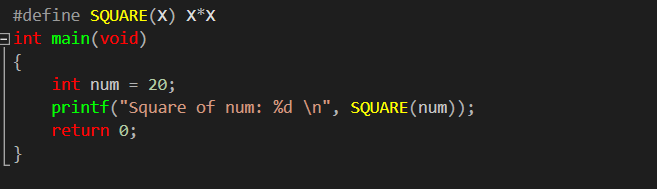 #define SQUARE(X) X*X
int main(void)
{
    int num = 20;
    printf("Square of num: %d \n", SQUARE(num));
    return 0;
}